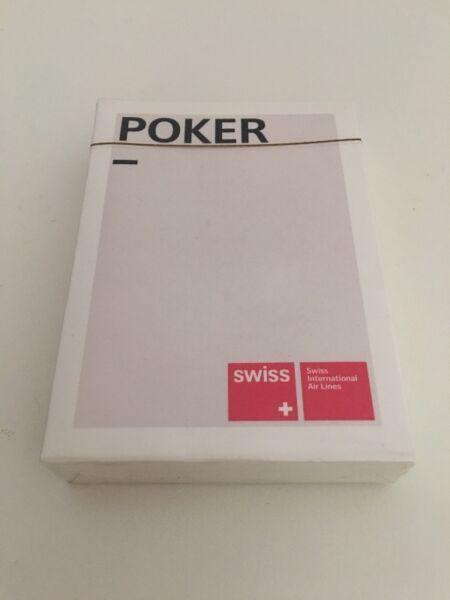 POKER
swiss
Swiss
International
Air Lines